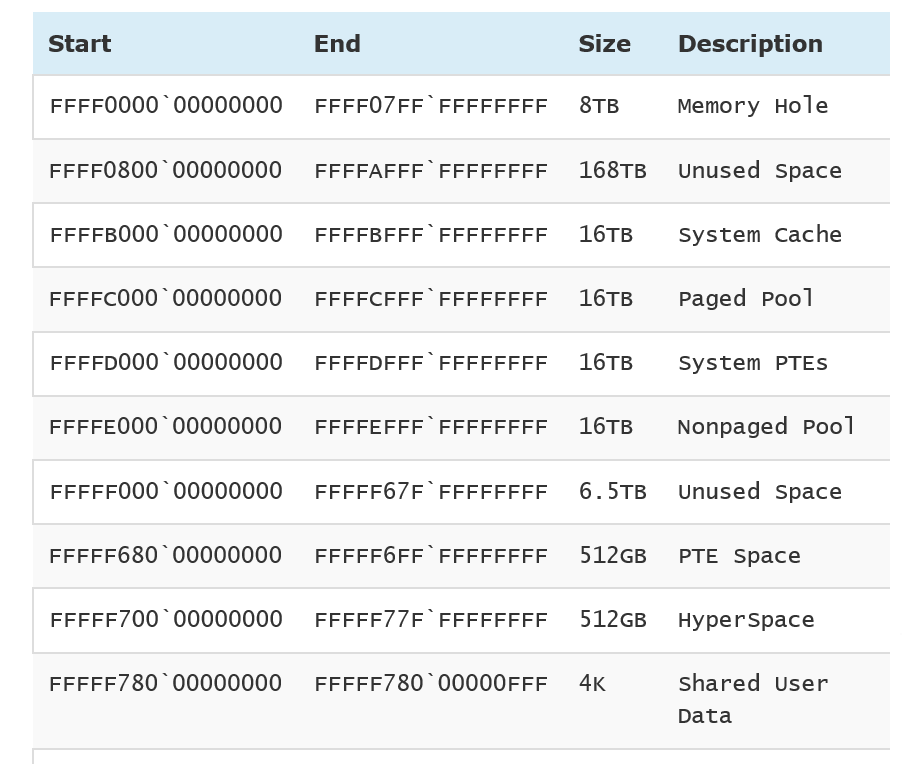 Start End Size Description
FFFF0000`00000000 FFFF07FF`FFFFFFFF 8TB Memory Hole
FFFF0800`00000000 FFFFAFFF`FFFFFFFF 168TB Unused Space
FFFFB000`00000000 FFFFBFFF`FFFFFFFF 16TB System Cache
FFFFC000`00000000 FFFFCFFF`FFFFFFFF 16TB Paged Pool
FFFFD000`00000000 FFFFDFFF`FFFFFFFF 16TB System PTEs
FFFFE000`00000000 FFFFEFFF`FFFFFFFF 16TB Nonpaged Pool
FFFFF000`00000000 FFFFF67F`FFFFFFFF 6.5TB Unused Space
FFFFF680`00000000 FFFFF6FF`FFFFFFFF 512GB PTE Space
FFFFF700`00000000 FFFFF77F`FFFFFFFF 512GB HyperSpace
FFFFF780`00000000 FFFFF780`00000FFF 4K Shared User
Data